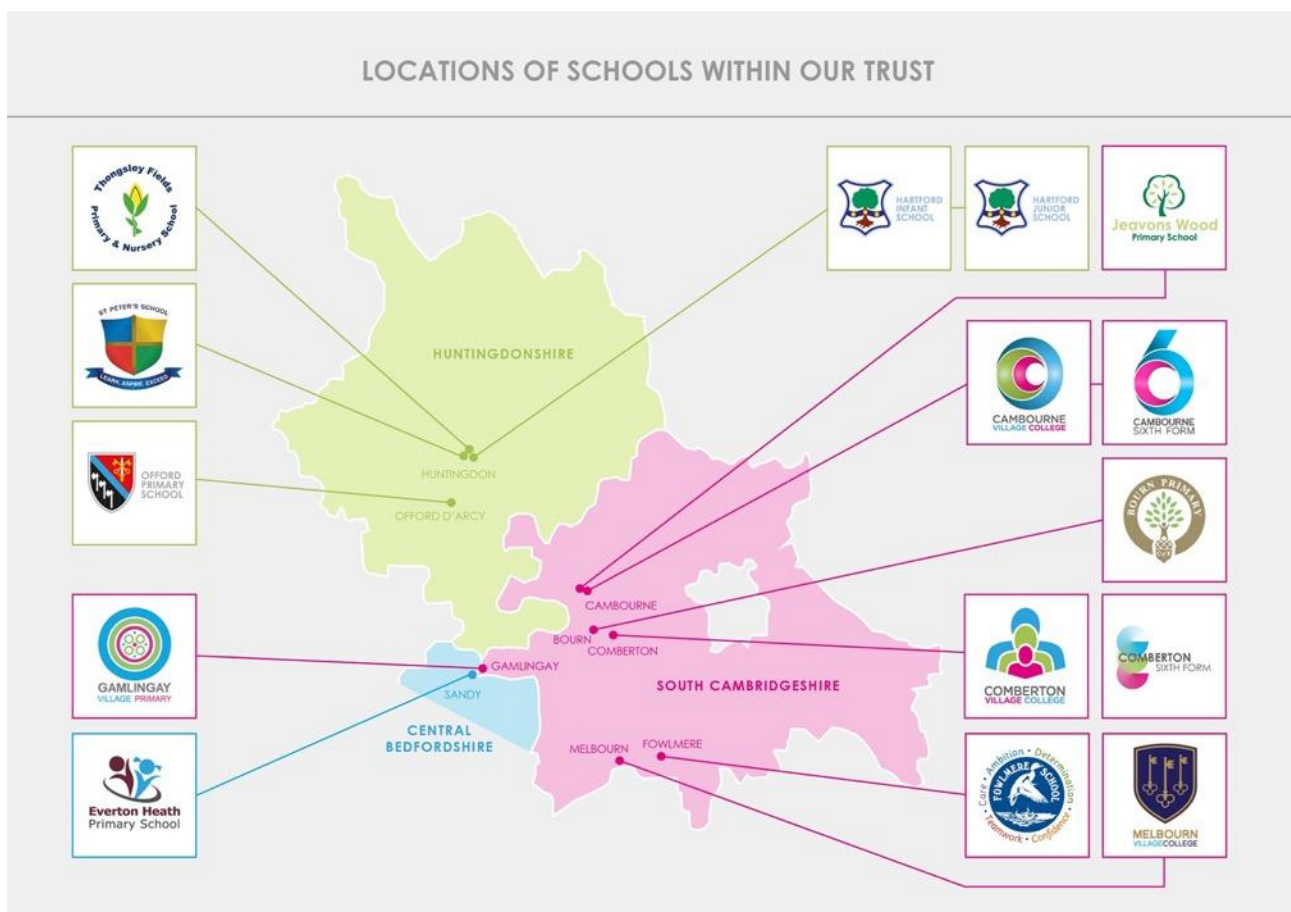 LOCATIONS OF SCHOOLS WITHIN OUR TRUST
Thongsley Fields
Primary & Nursery School
ST PETER'S SCHOOL
LEARN, ASPIRE, EXCEED
OFFORD
PRIMARY
SCHOOL
GAMLINGAY
VILLAGE PRIMARY
Everton Heath
Primary School
HUNTINGDONSHIRE
HUNTINGDON
OFFORD D'ARCY
CAMBOURNE
BOURN
COMBERTON
GAMLINGAY
SANDY
SOUTH CAMBRIDGESHIRE
CENTRAL
BEDFORDSHIRE
MELBOURN
FOWLMERE
HARTFORD
INFANT
SCHOOL
HARTFORD
JUNIOR
SCHOOL
Jeavons Wood
Primary School
CAMBOURNE
VILLAGE COLLEGE
CAMBOURNE
SIXTH FORM
BOURN PRIMARY
COMBERTON
VILLAGE COLLEGE
COMBERTON
SIXTH FORM
Care • Ambition • Determination
FOWLMERE SCHOOL
Teamwork • Confidence
MELBOURN
VILLAGECOLLEGE